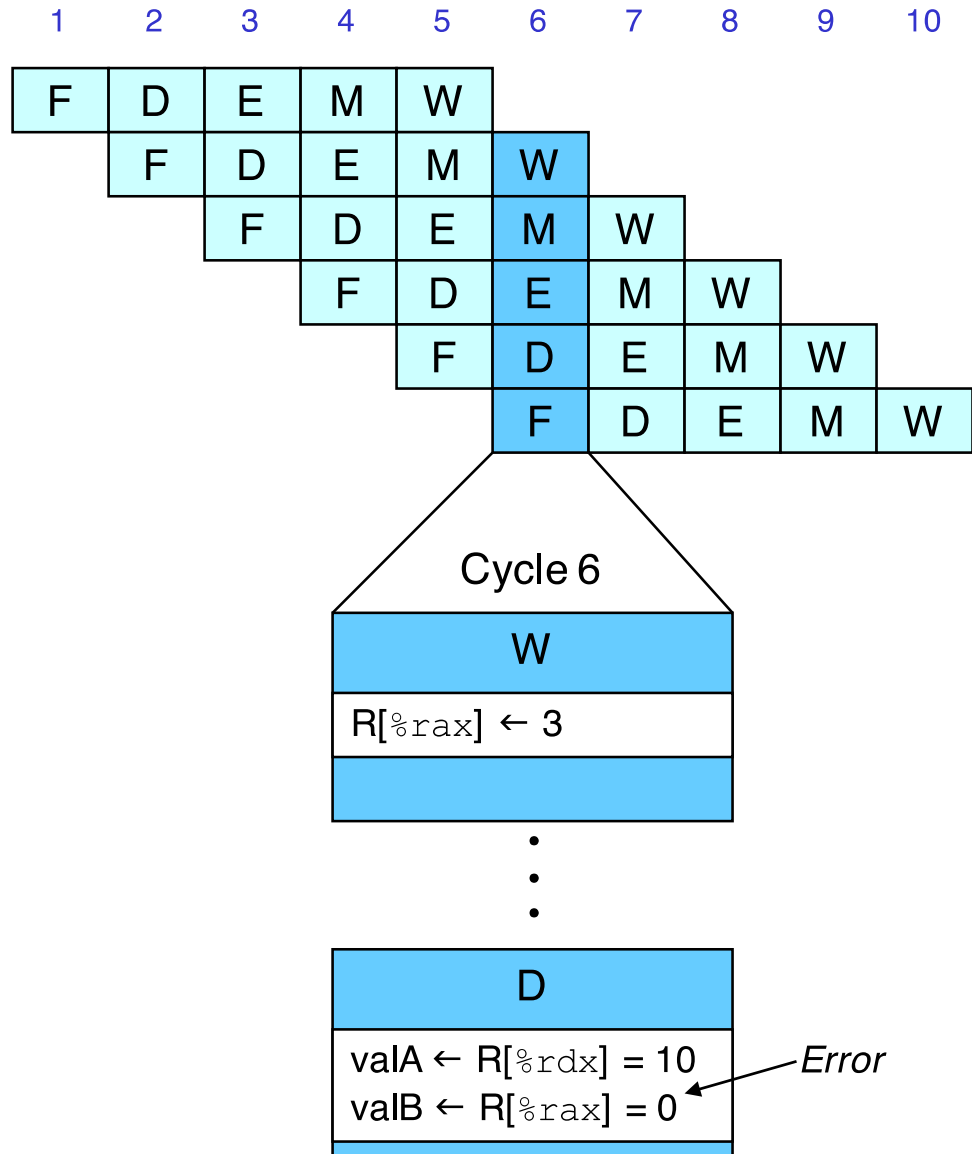 1 2 3 4 5 6 7 8 9 10
F D E M W
F D E M W
F D E M W
F D E M W
F D E M W
F D E M W
Cycle 6
W
R[%rax] ← 3
D
valA ← R[%rdx] = 10
Error
valB ← R[%rax] = 0